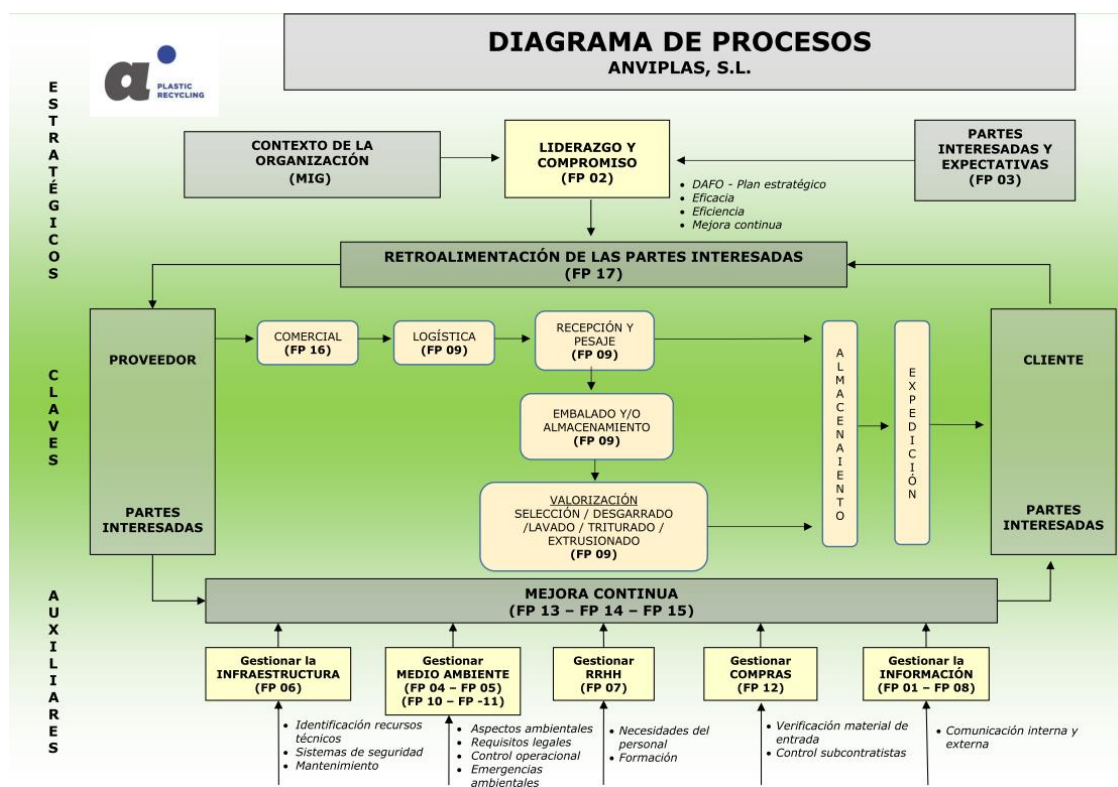 DIAGRAMA DE PROCESOS
ANVIPLAS, S.L.
a
PLASTIC
RECYCLING
ESTRATÉGICOS
CONTEXTO DE LA
ORGANIZACIÓN
(MIG)
LIDERAZGO Y
COMPROMISO
(FP 02)
PARTES
INTERESADAS Y
EXPECTATIVAS
(FP 03)
• DAFO - Plan estratégico
• Eficacia
• Eficiencia
• Mejora continua
RETROALIMENTACIÓN DE LAS PARTES INTERESADAS
(FP 17)
CLAVES
PROVEEDOR
PARTES
INTERESADAS
COMERCIAL
(FP 16)
LOGÍSTICA
(FP 09)
RECEPCIÓN Y
PESAJE
(FP 09)
EMBALADO Y/O
ALMACENAMIENTO
(FP 09)
VALORIZACIÓN
SELECCIÓN / DESGARRADO
/LAVADO / TRITURADO /
EXTRUSIONADO
(FP 09)
ALMACENAIENTO
EXPEDICIÓN
CLIENTE
PARTES
INTERESADAS
AUXILIARES
MEJORA CONTINUA
(FP 13 – FP 14 – FP 15)
Gestionar la
INFRAESTRUCTURA
(FP 06)
• Identificación recursos
técnicos
• Sistemas de seguridad
• Mantenimiento
Gestionar
MEDIO AMBIENTE
(FP 04 – FP 05)
(FP 10 – FP -11)
• Aspectos ambientales
• Requisitos legales
• Control operacional
• Emergencias
ambientales
Gestionar
RRHH
(FP 07)
• Necesidades del
personal
• Formación
Gestionar
COMPRAS
(FP 12)
• Verificación material de
entrada
• Control subcontratistas
Gestionar la
INFORMACIÓN
(FP 01 – FP 08)
• Comunicación interna y
externa